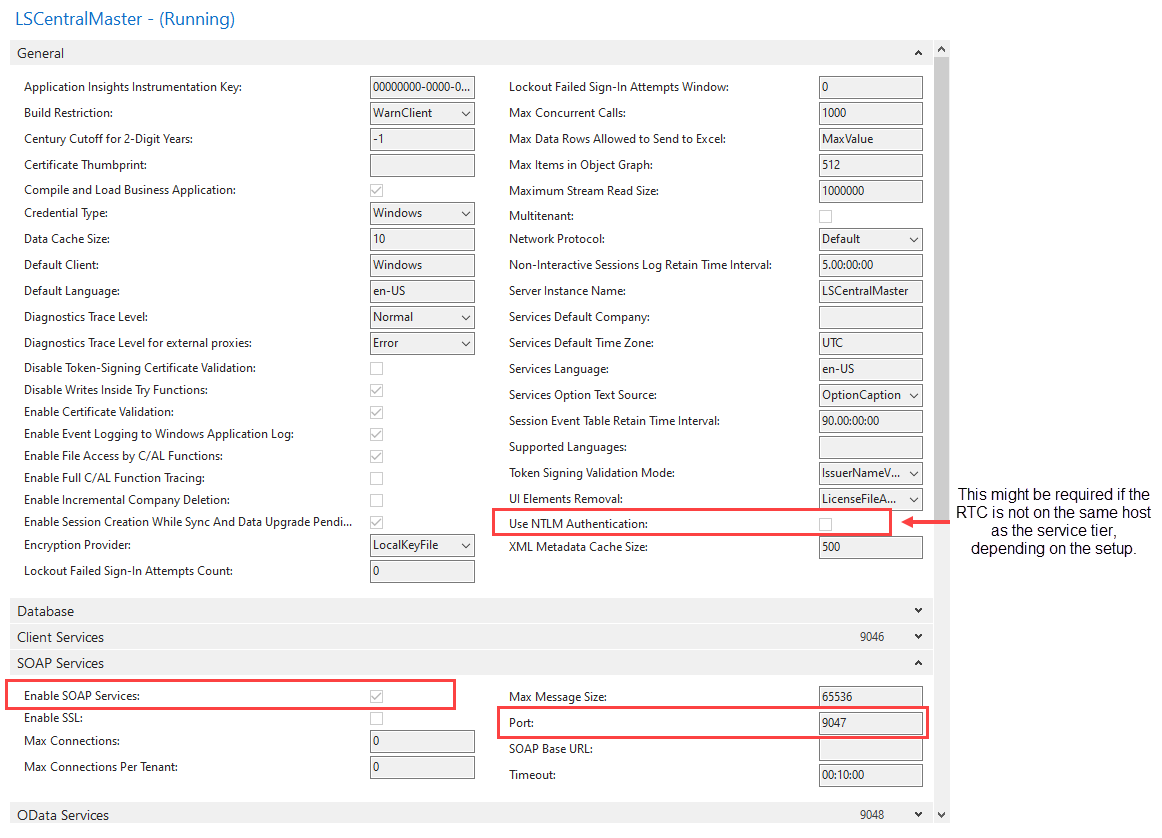 LSCentralMaster - (Running)
General
Application Insights Instrumentation Key: 00000000-0000-0...
Build Restriction: WarnClient
Century Cutoff for 2-Digit Years: -1
Certificate Thumbprint:
Compile and Load Business Application:
Credential Type: Windows
Data Cache Size: 10
Default Client: Windows
Default Language: en-US
Diagnostics Trace Level: Normal
Diagnostics Trace Level for external proxies: Error
Disable Token-Signing Certificate Validation:
Disable Writes Inside Try Functions:
Enable Certificate Validation:
Enable Event Logging to Windows Application Log:
Enable File Access by C/AL Functions:
Enable Full C/AL Function Tracing:
Enable Incremental Company Deletion:
Enable Session Creation While Sync And Data Upgrade Pendi...
Encryption Provider: LocalKeyFile
Lockout Failed Sign-In Attempts Count: 0
Lockout Failed Sign-In Attempts Window: 0
Max Concurrent Calls: 1000
Max Data Rows Allowed to Send to Excel: MaxValue
Max Items in Object Graph: 512
Maximum Stream Read Size: 1000000
Multitenant:
Network Protocol: Default
Non-Interactive Sessions Log Retain Time Interval: 5.00:00:00
Server Instance Name: LSCentralMaster
Services Default Company:
Services Default Time Zone: UTC
Services Language: en-US
Services Option Text Source: OptionCaption
Session Event Table Retain Time Interval: 90.00:00:00
Supported Languages:
Token Signing Validation Mode: IssuerNameV...
UI Elements Removal: LicenseFileA...
Use NTLM Authentication:
XML Metadata Cache Size: 500
This might be required if the
RTC is not on the same host
as the service tier,
depending on the setup.
Database
Client Services 9046
SOAP Services
Enable SOAP Services:
Enable SSL:
Max Connections: 0
Max Connections Per Tenant: 0
Max Message Size: 65536
Port: 9047
SOAP Base URL:
Timeout: 00:10:00
OData Services 9048